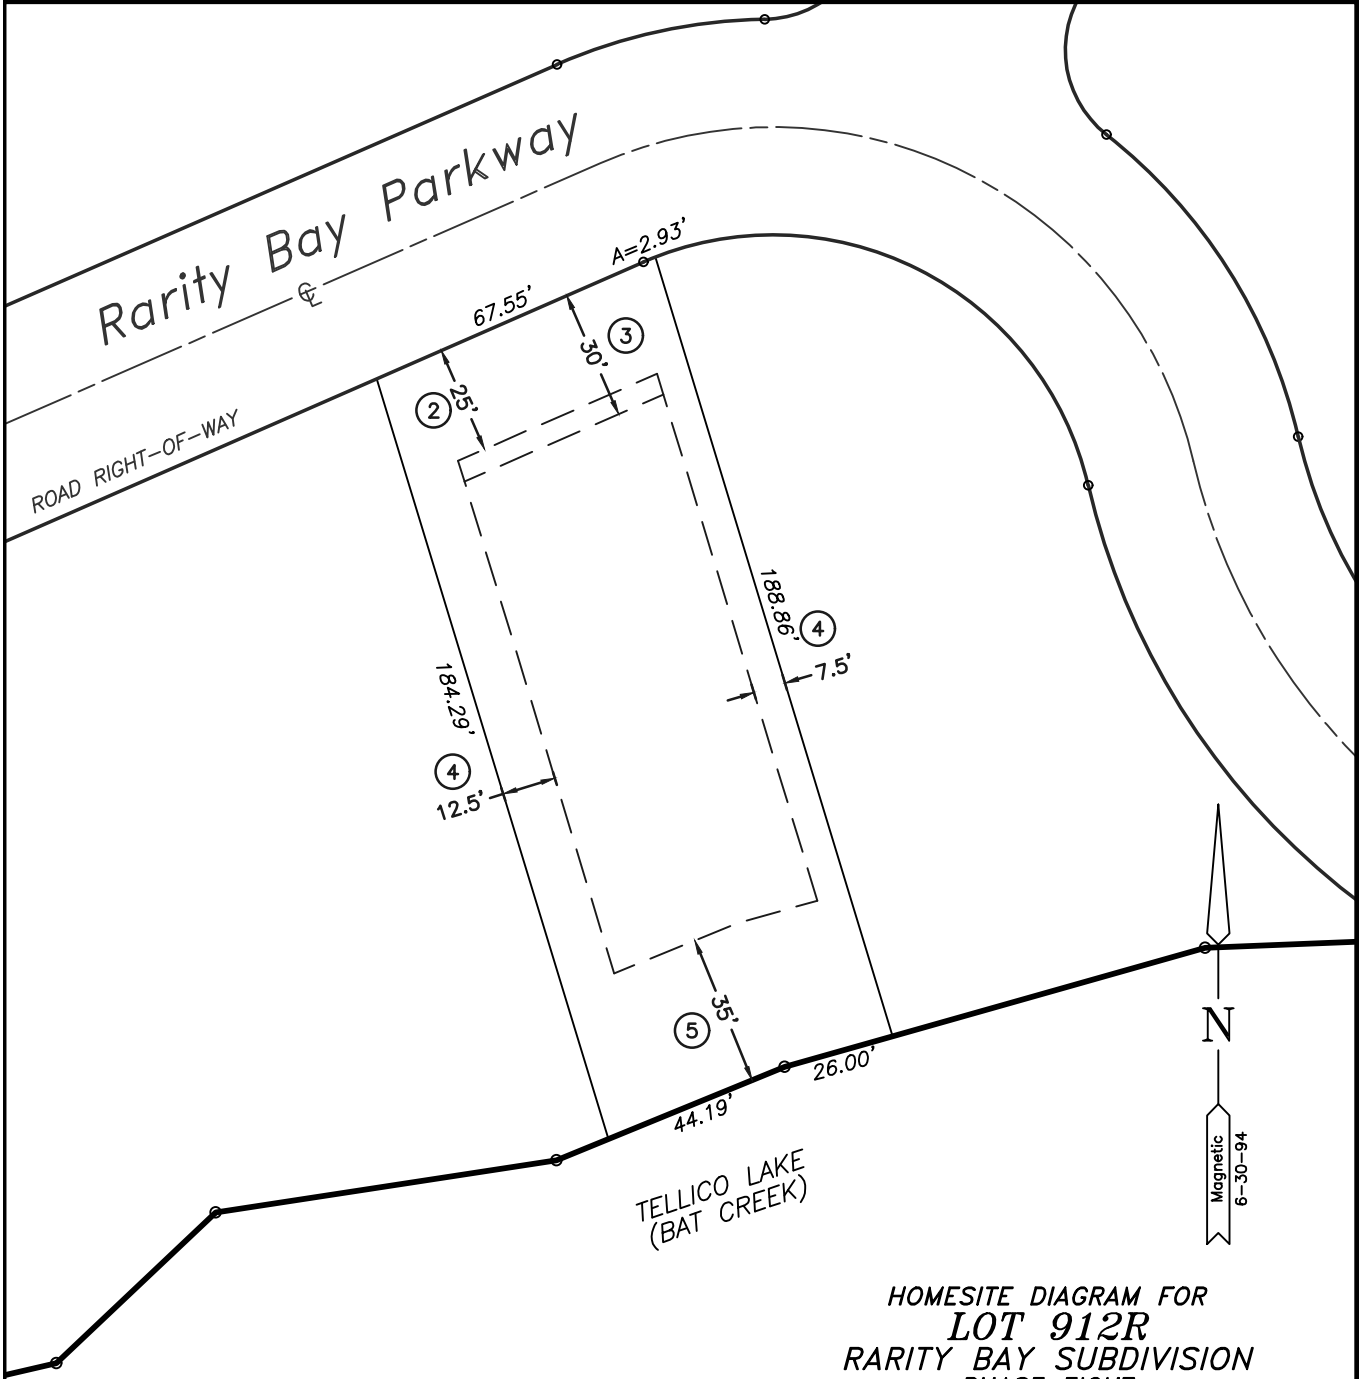 Rarity Bay Parkway
℄
A=2.93'
67.55'
30'
3
25'
2
ROAD RIGHT-OF-WAY
188.86'
4
7.5'
184.29'
4
12.5'
35'
5
26.00'
44.19'
TELLICO LAKE
(BAT CREEK)
N
Magnetic
6-30-94
HOMESITE DIAGRAM FOR
LOT 912R
RARITY BAY SUBDIVISION
PHASE EIGHT